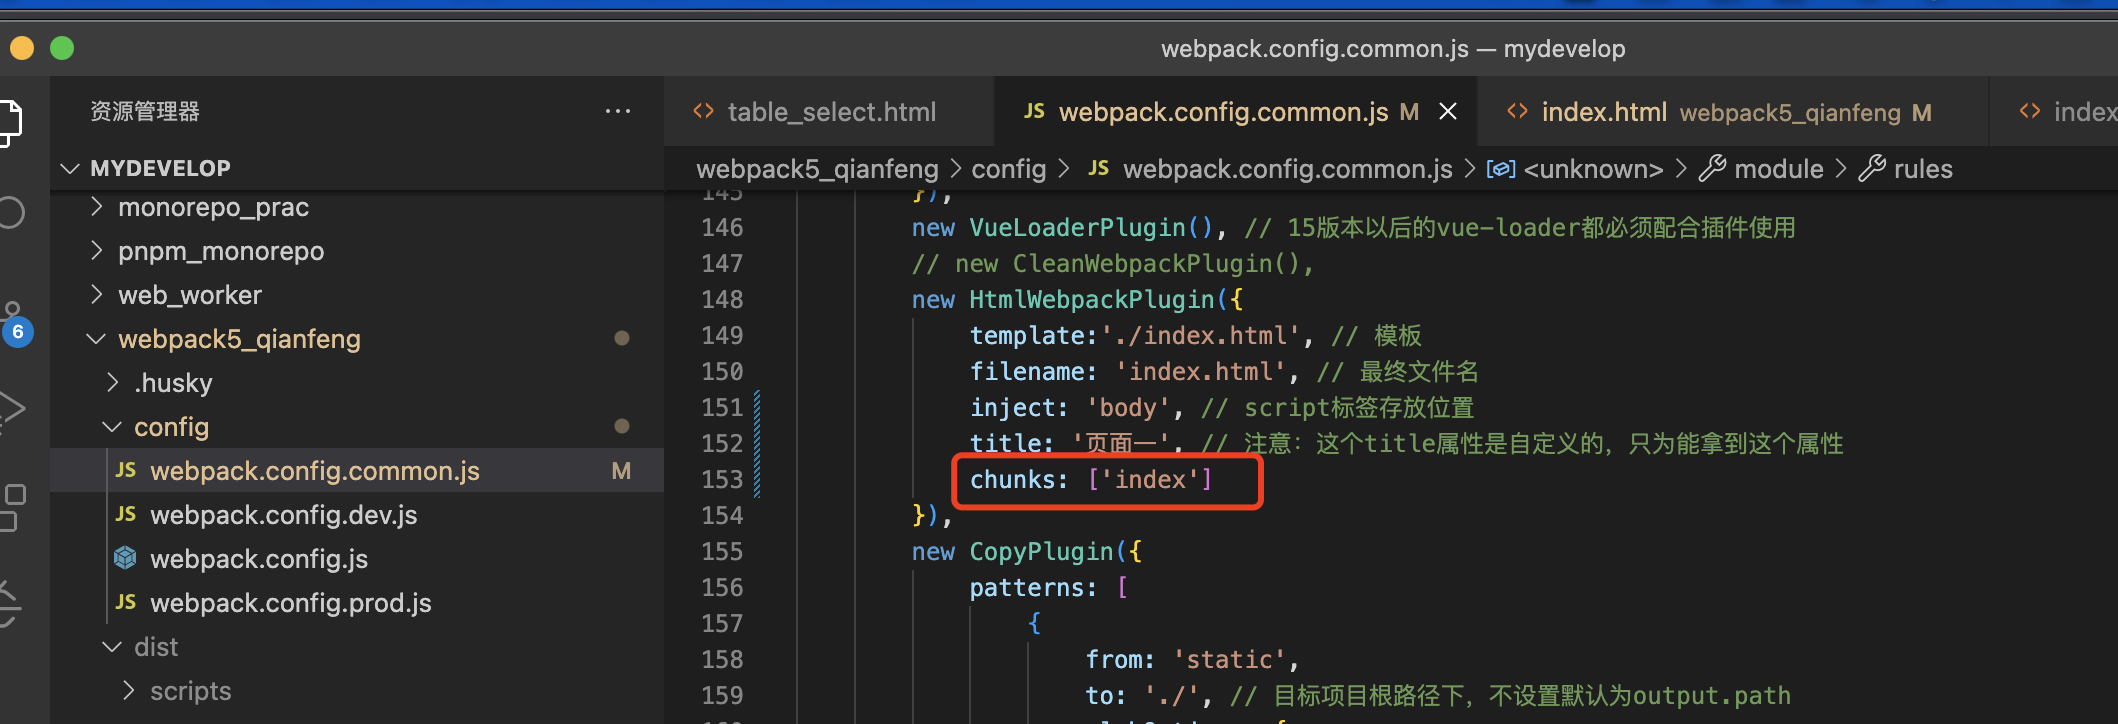 webpack.config.common.js — mydevelop
资源管理器 ···
table_select.html
JS webpack.config.common.js M
index.html webpack5_qianfeng M
index
MYDEVELOP
webpack5_qianfeng > config > JS webpack.config.common.js > <unknown> > module > rules
monorepo_prac
pnpm_monorepo
web_worker
webpack5_qianfeng
.husky
config
JS webpack.config.common.js M
JS webpack.config.dev.js
webpack.config.js
JS webpack.config.prod.js
dist
scripts
6
145 }),
146 new VueLoaderPlugin(), // 15版本以后的vue-loader都必须配合插件使用
147 // new CleanWebpackPlugin(),
148 new HtmlWebpackPlugin({
149 template:'./index.html', // 模板
150 filename: 'index.html', // 最终文件名
151 inject: 'body', // script标签存放位置
152 title: '页面一', // 注意：这个title属性是自定义的，只为能拿到这个属性
153 chunks: ['index']
154 }),
155 new CopyPlugin({
156 patterns: [
157 {
158 from: 'static',
159 to: './', // 目标项目根路径下，不设置默认为output.path